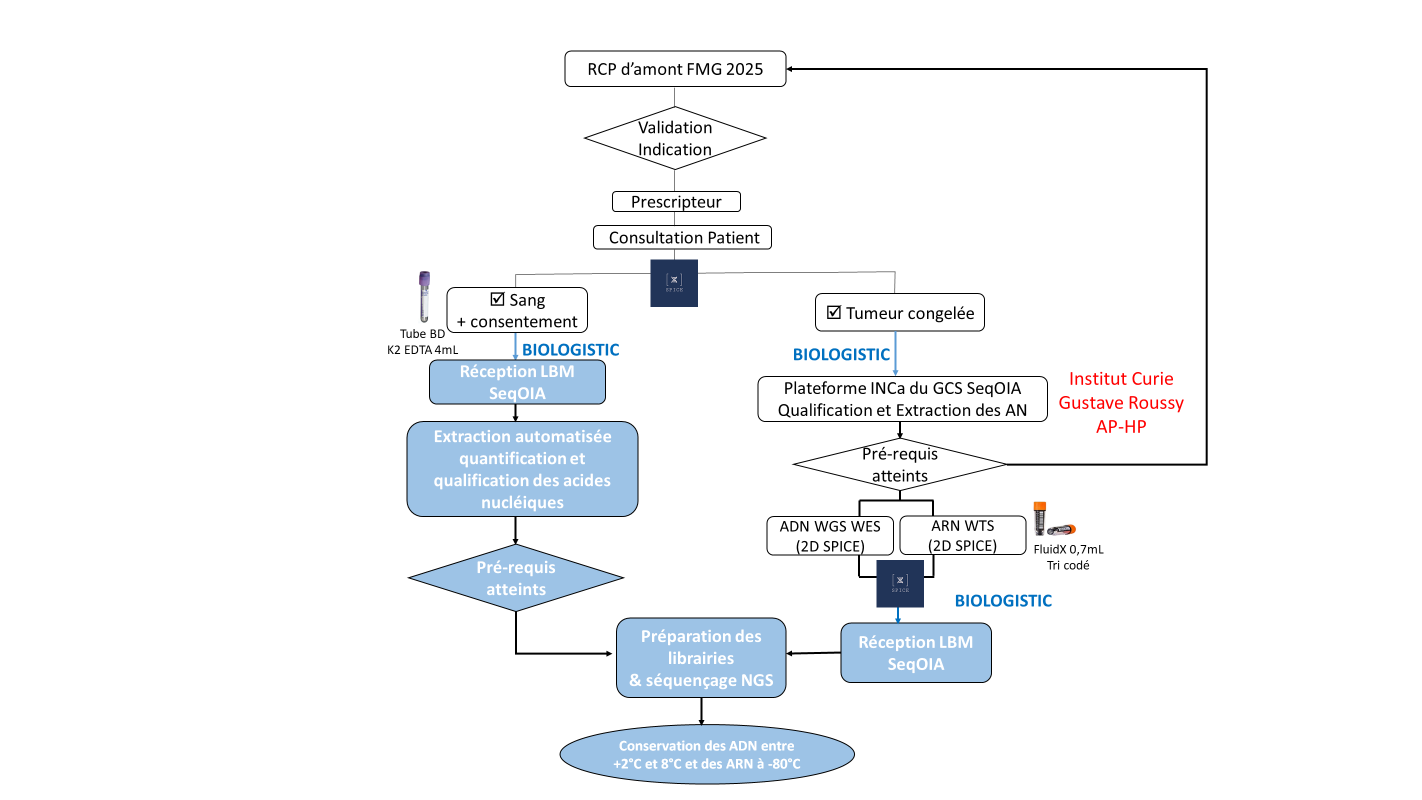 RCP d’amont FMG 2025
Validation
Indication
Prescripteur
Consultation Patient
SPICE
☑ Sang
+ consentement
Tube BD
K2 EDTA 4mL
BIOLOGISTIC
Réception LBM
SeqOIA
Extraction automatisée
quantification et
qualification des acides
nucléiques
Pré-requis
atteints
☑ Tumeur congelée
BIOLOGISTIC
Plateforme INCa du GCS SeqOIA
Qualification et Extraction des AN
Institut Curie
Gustave Roussy
AP-HP
Pré-requis
atteints
ADN WGS WES
(2D SPICE)
ARN WTS
(2D SPICE)
FluidX 0,7mL
Tri codé
SPICE
BIOLOGISTIC
Réception LBM
SeqOIA
Préparation des
librairies
& séquençage NGS
Conservation des ADN entre
+2°C et 8°C et des ARN à -80°C